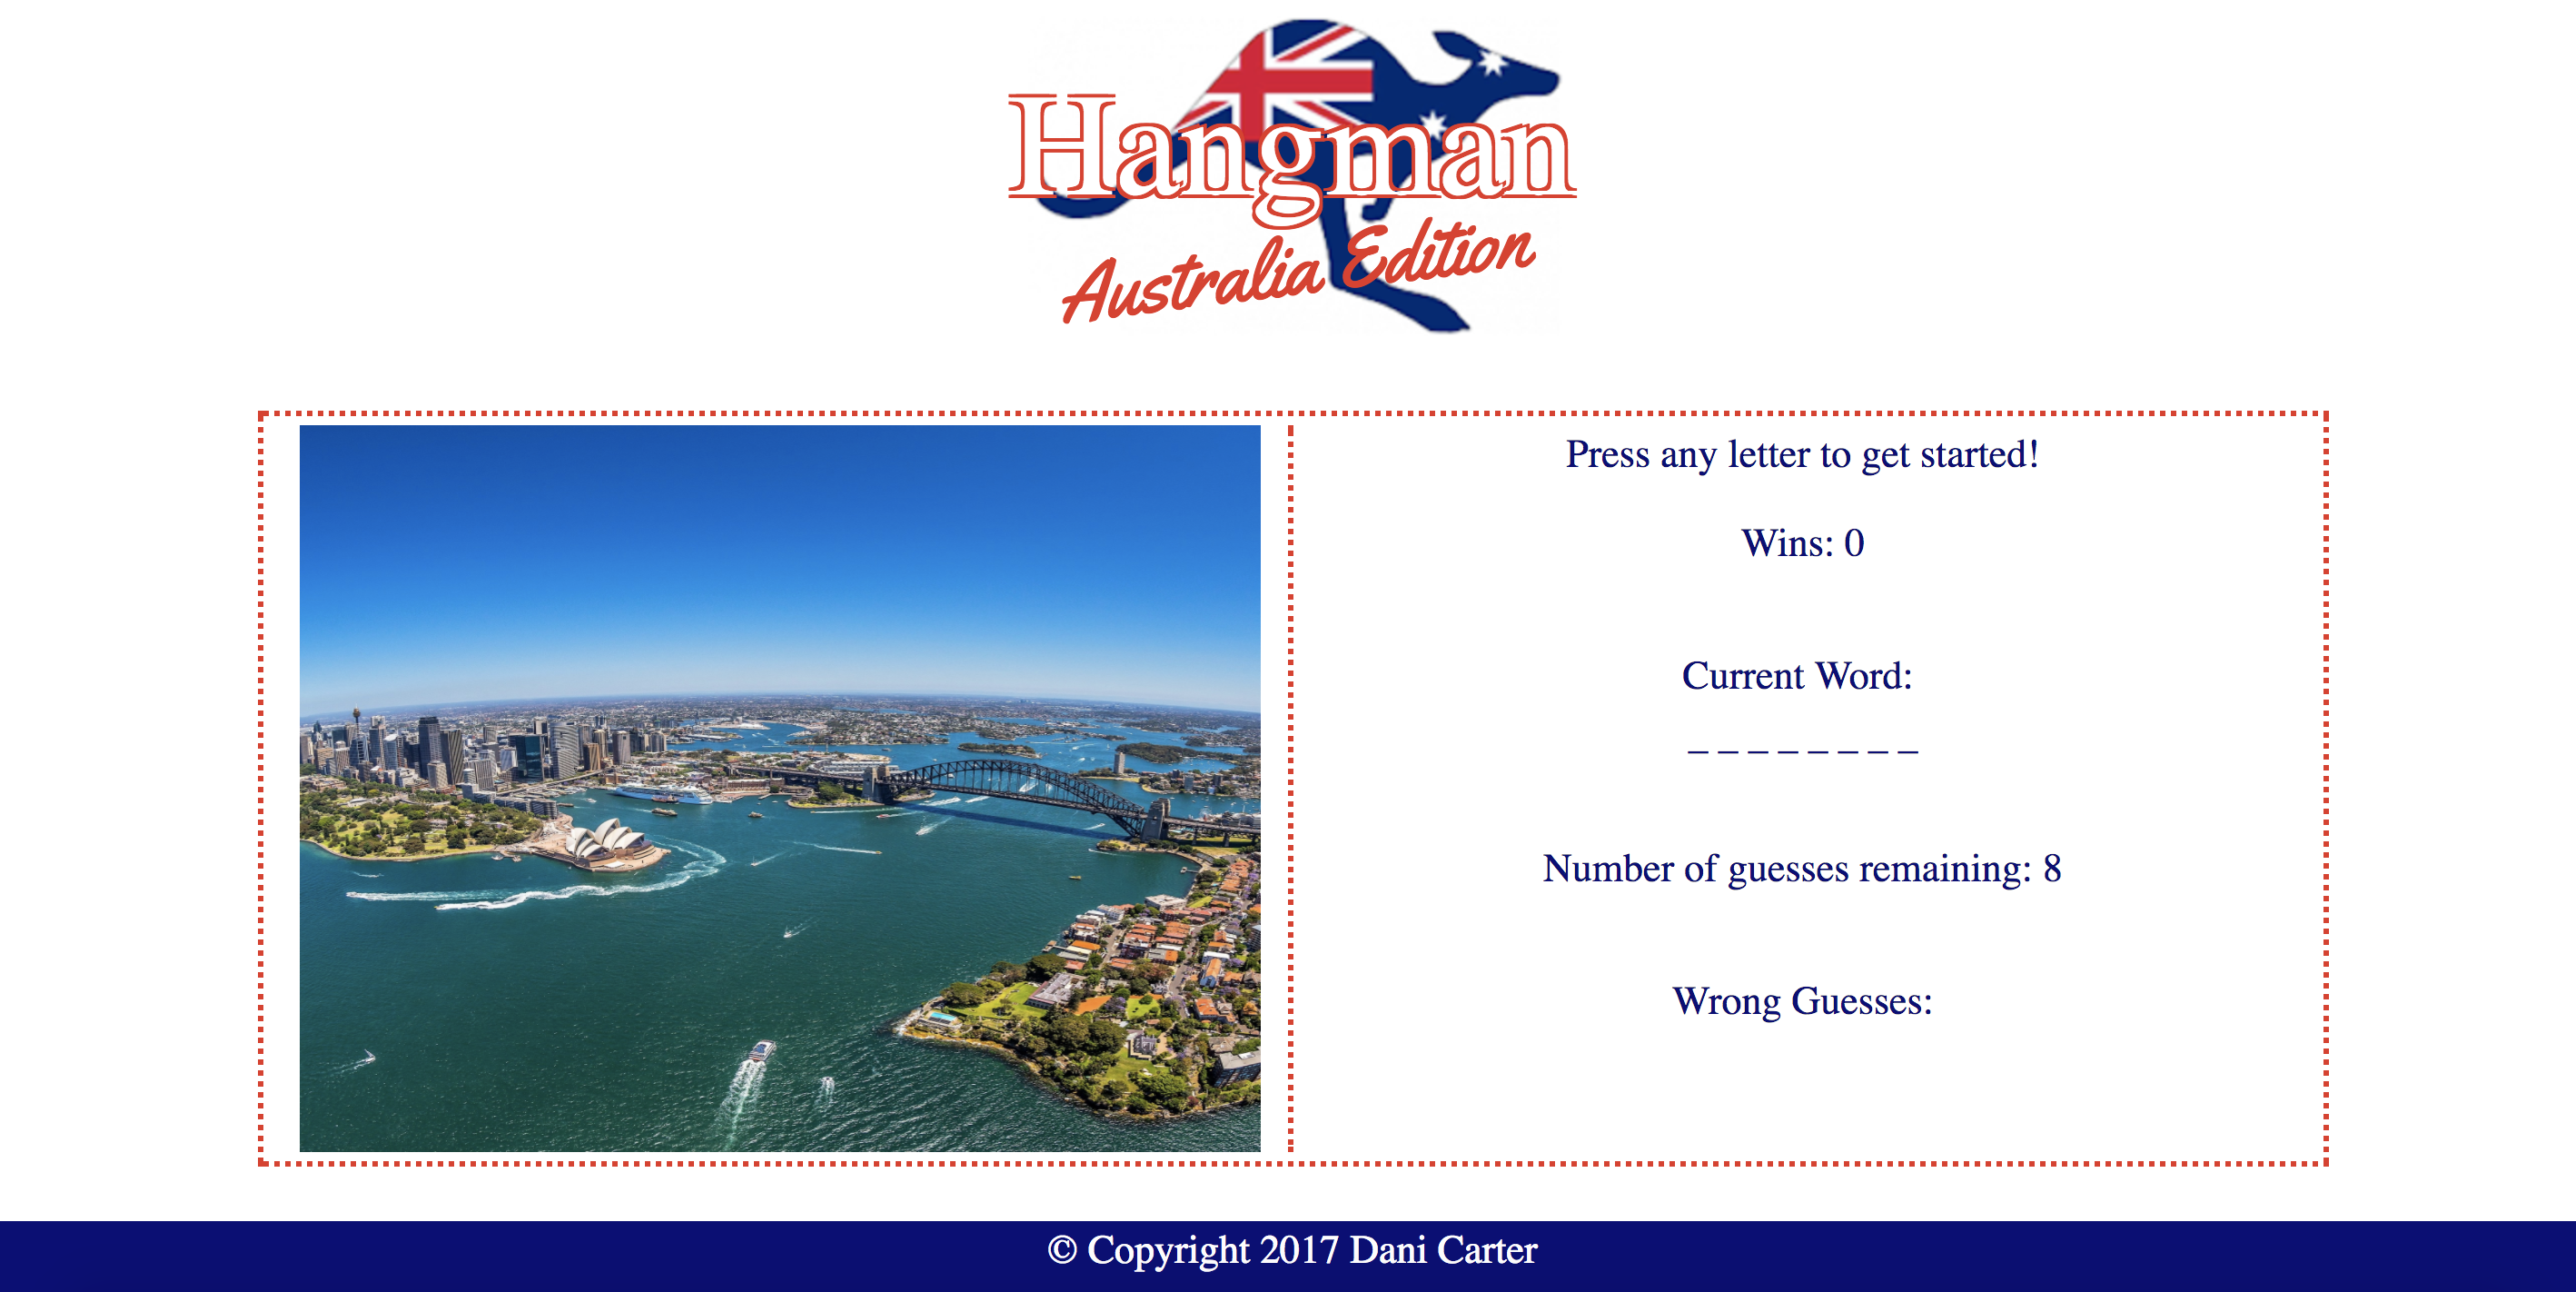 Hangman
Australia Edition
Press any letter to get started!
Wins: 0
Current Word:
_ _ _ _ _ _ _ _
Number of guesses remaining: 8
Wrong Guesses:
© Copyright 2017 Dani Carter